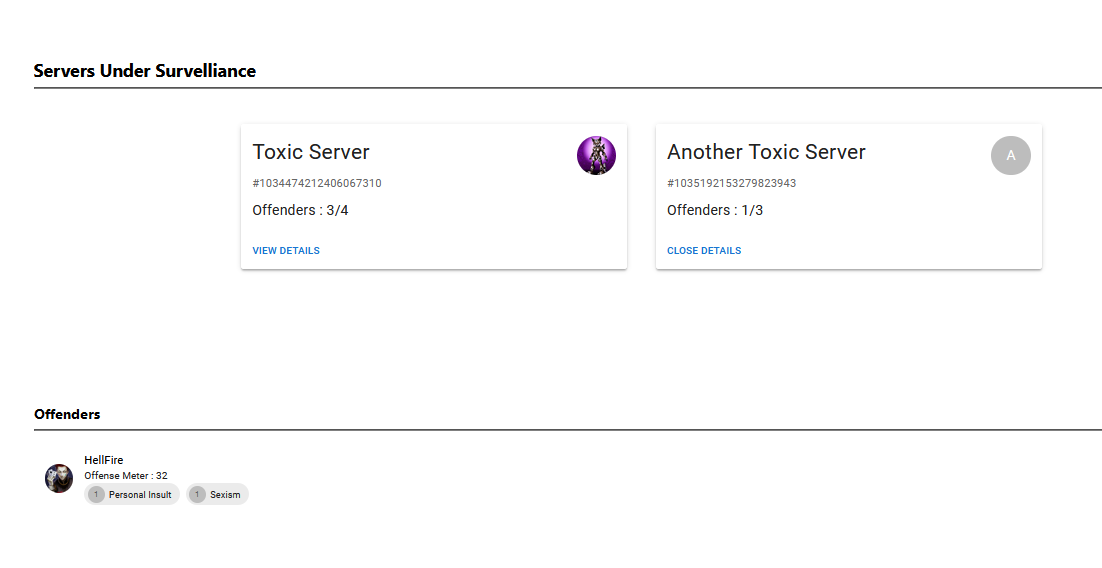 Servers Under Survelliance
Toxic Server
#1034474212406067310
Offenders : 3/4
VIEW DETAILS
Another Toxic Server
A
#1035192153279823943
Offenders : 1/3
CLOSE DETAILS
Offenders
HellFire
Offense Meter : 32
1 Personal Insult 1 Sexism